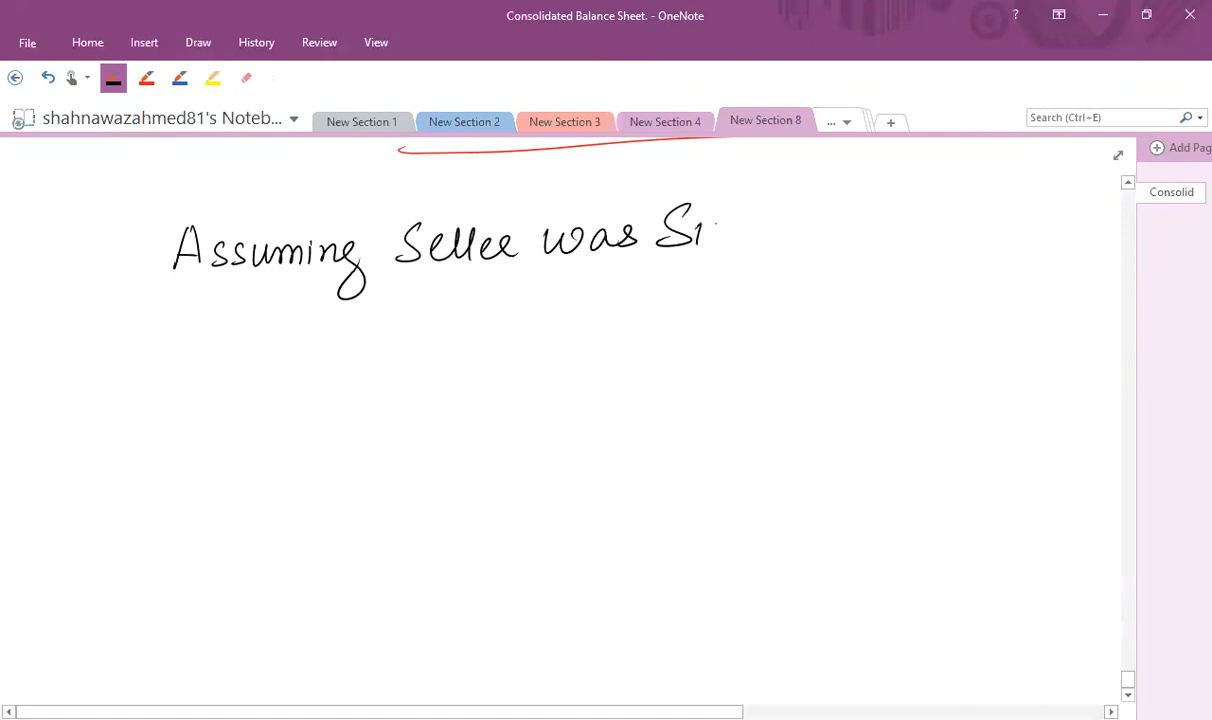 Consolidated Balance Sheet. - OneNote
?
File Home Insert Draw History Review View
shahnawazahmed81's Noteb... New Section 1 New Section 2 New Section 3 New Section 4 New Section 8 ... + Search (Ctrl+E)
Add Pag
Consolid
Assuming Seller was